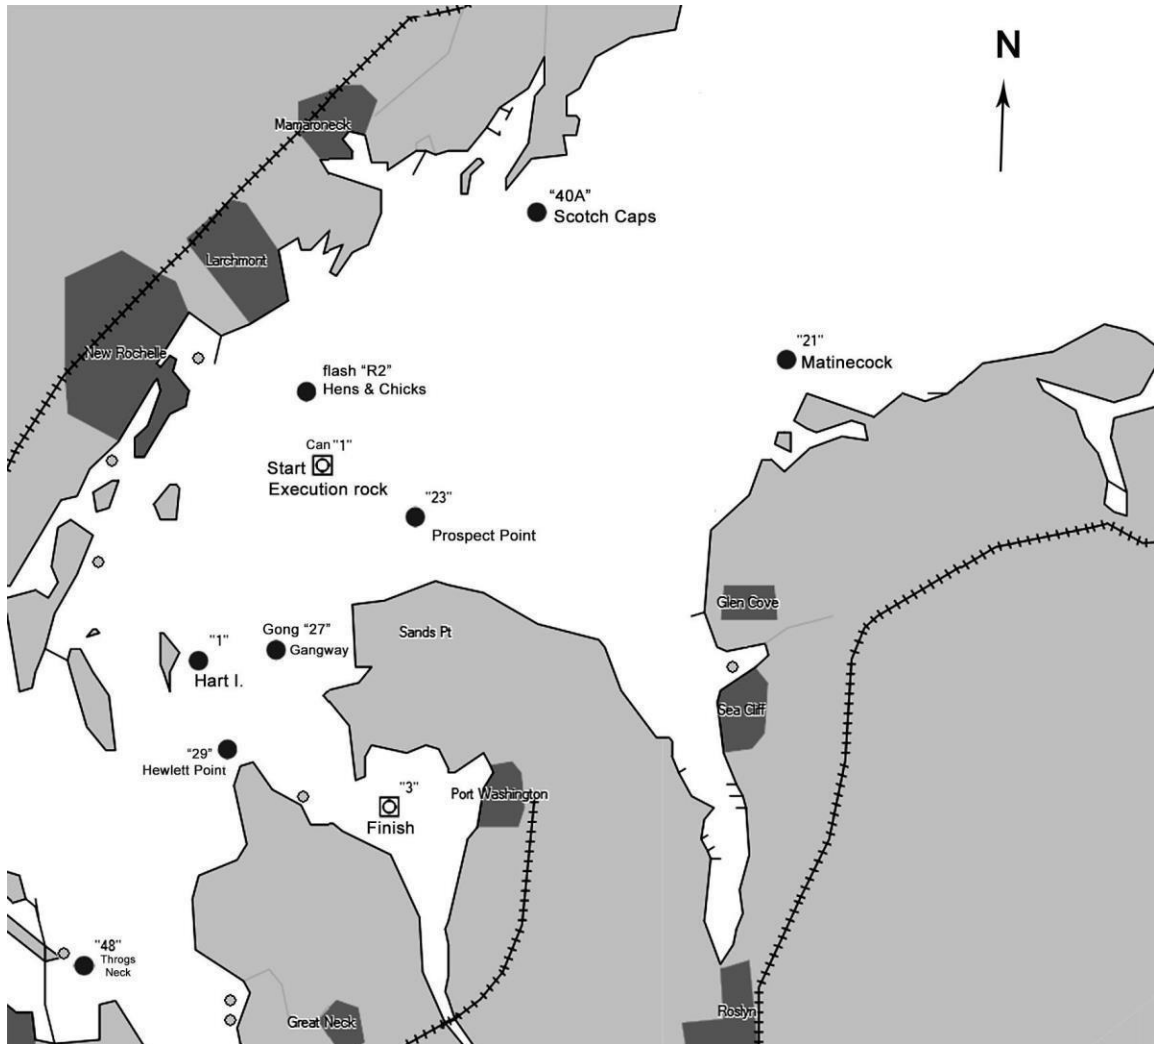 N
Mamaroneck
"40A"
Scotch Caps
Larchmont
New Rochelle
"21"
Matinecock
flash "R2"
Hens & Chicks
Can "1"
Start
Execution rock
"23"
Prospect Point
Glen Cove
Sands Pt
"1"
Hart I.
Gong "27"
Gangway
Sea Cliff
"29"
Hewlett Point
Port Washington
"3"
Finish
"48"
Throgs
Neck
Great Neck
Roslyn